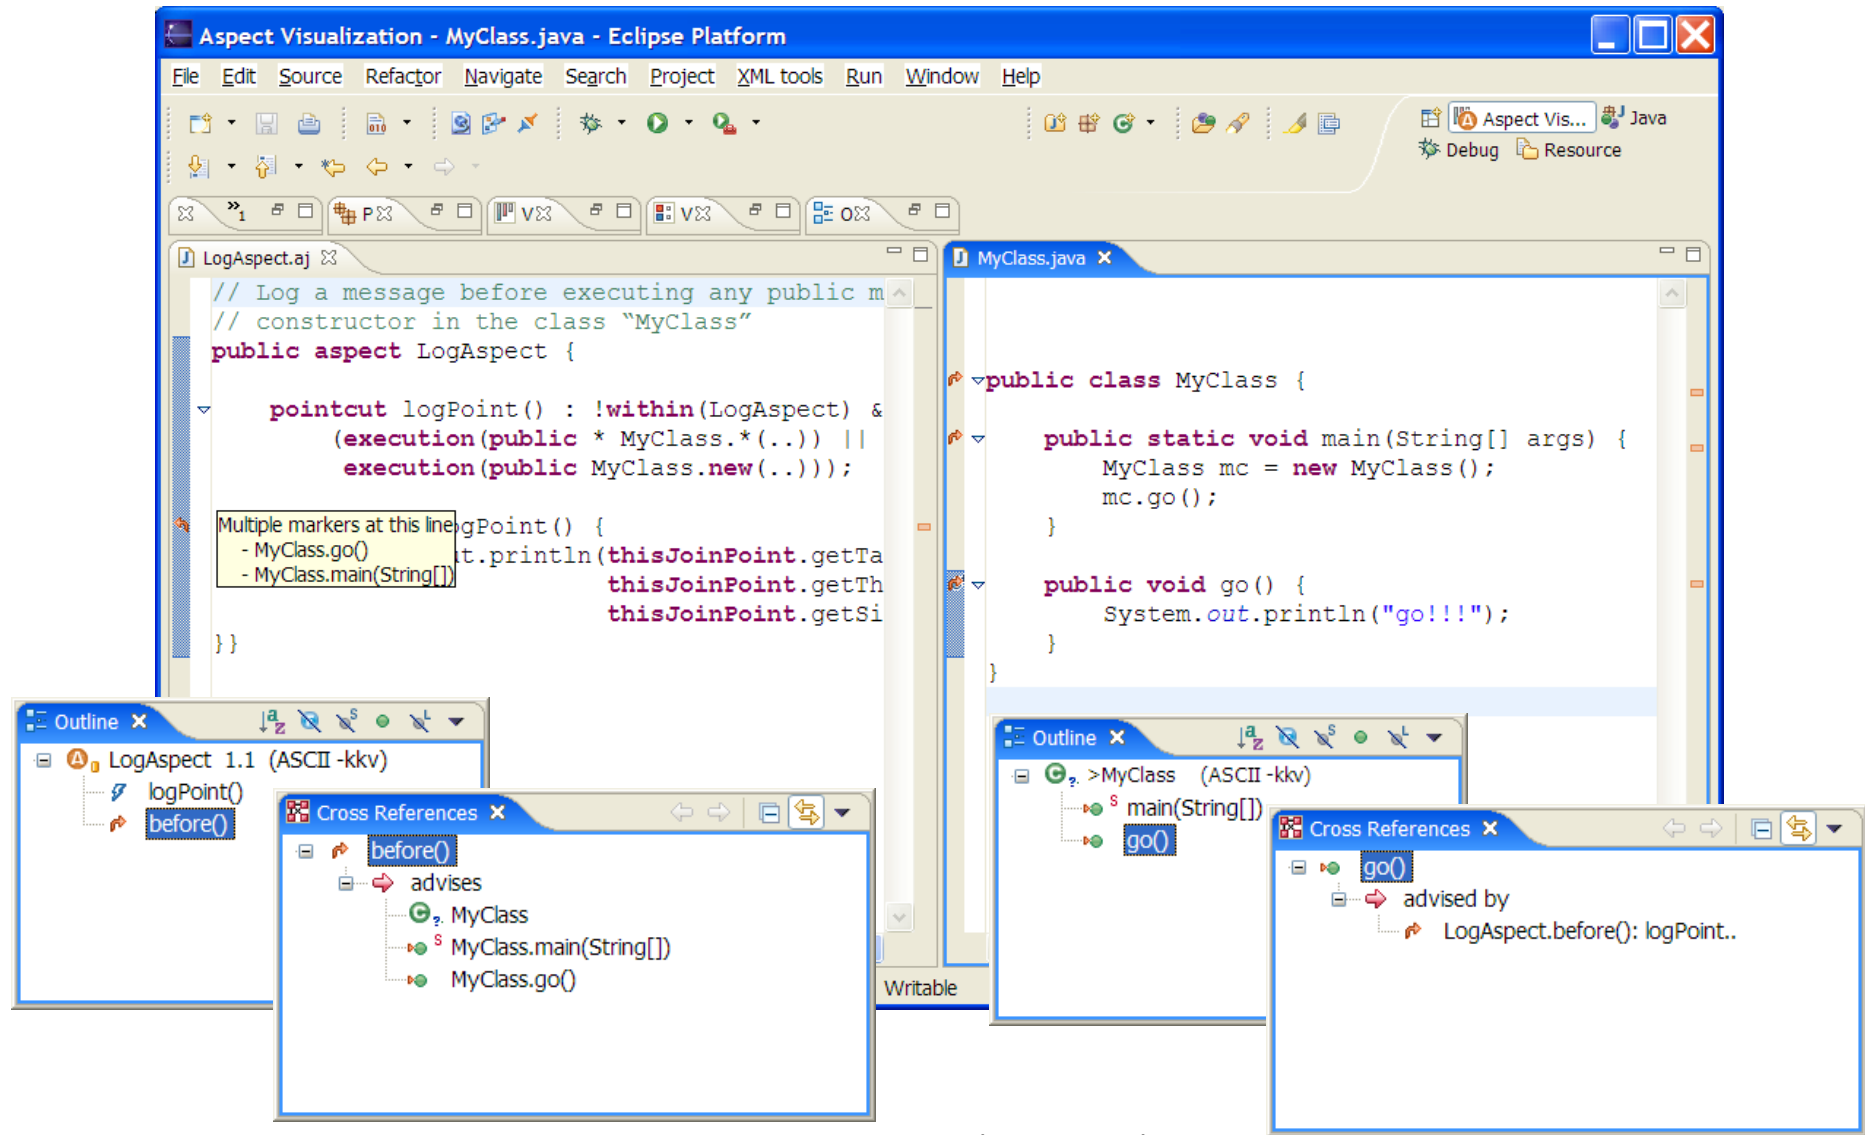 Aspect Visualization - MyClass.java - Eclipse Platform
File Edit Source Refactor Navigate Search Project XML tools Run Window Help
Aspect Vis... Java
Debug Resource
»1 P V V O
LogAspect.aj
// Log a message before executing any public m
// constructor in the class “MyClass”
public aspect LogAspect {
pointcut logPoint() : !within(LogAspect) &
(execution(public * MyClass.*(..)) ||
execution(public MyClass.new(..)));
gPoint() {
t.println(thisJoinPoint.getTa
thisJoinPoint.getTh
thisJoinPoint.getSi
}}
Multiple markers at this line
- MyClass.go()
- MyClass.main(String[])
MyClass.java
public class MyClass {
public static void main(String[] args) {
MyClass mc = new MyClass();
mc.go();
}
public void go() {
System.out.println("go!!!");
}
}
Writable
Outline
LogAspect 1.1 (ASCII -kkv)
logPoint()
before()
Cross References
before()
advises
MyClass
MyClass.main(String[])
MyClass.go()
Outline
>MyClass (ASCII -kkv)
main(String[])
go()
Cross References
go()
advised by
LogAspect.before(): logPoint..